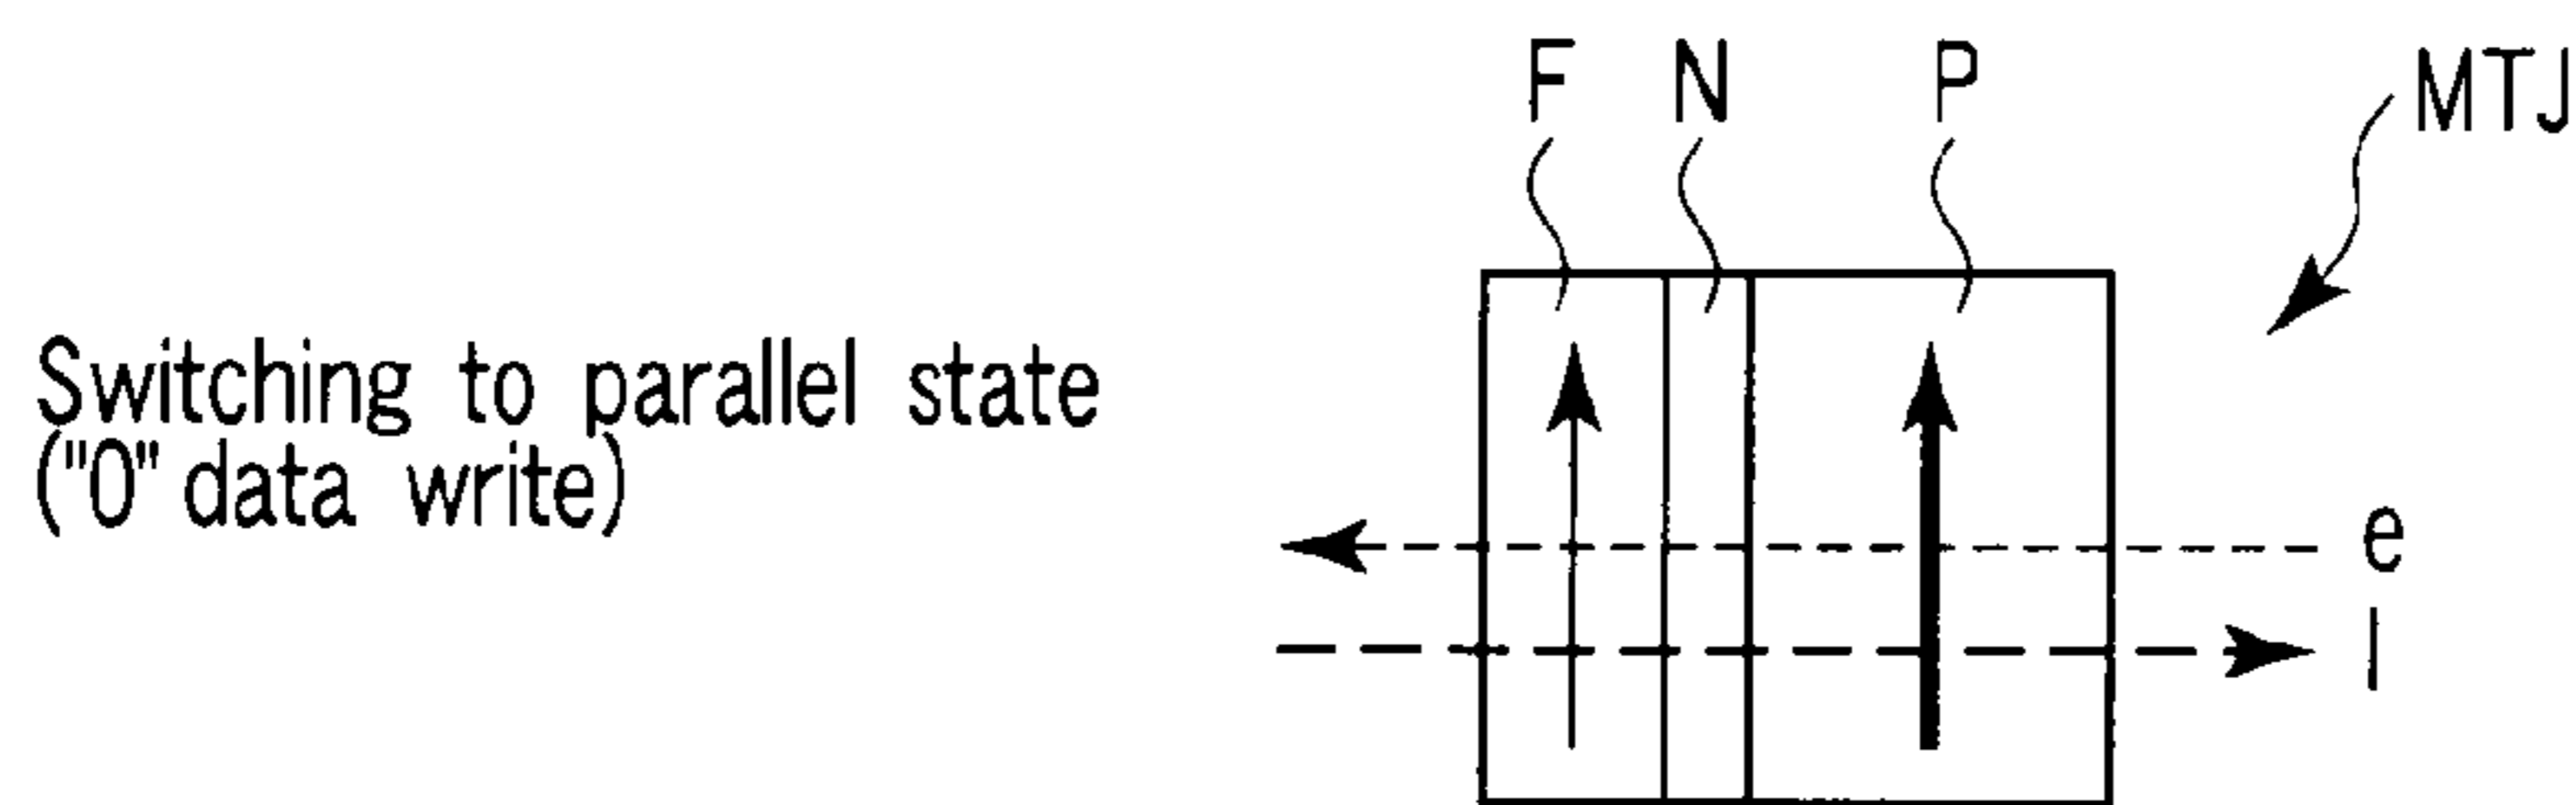 F N P MTJ
Switching to parallel state
("0" data write)
e
I